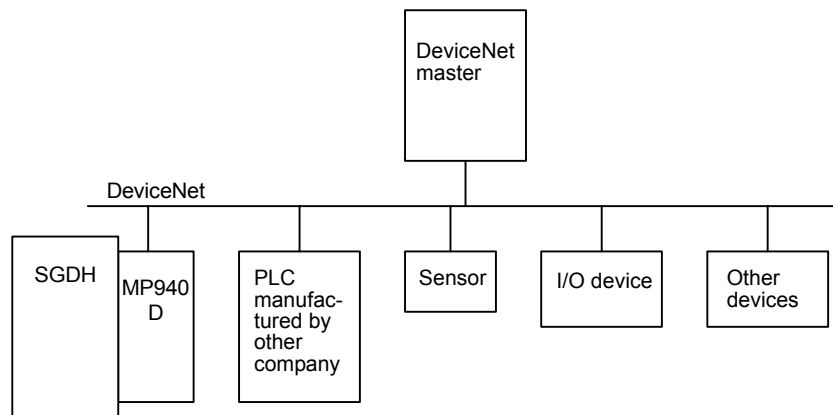 DeviceNet
master
DeviceNet
SGDH
MP940
D
PLC
manufac-
tured by
other
company
Sensor
I/O device
Other
devices